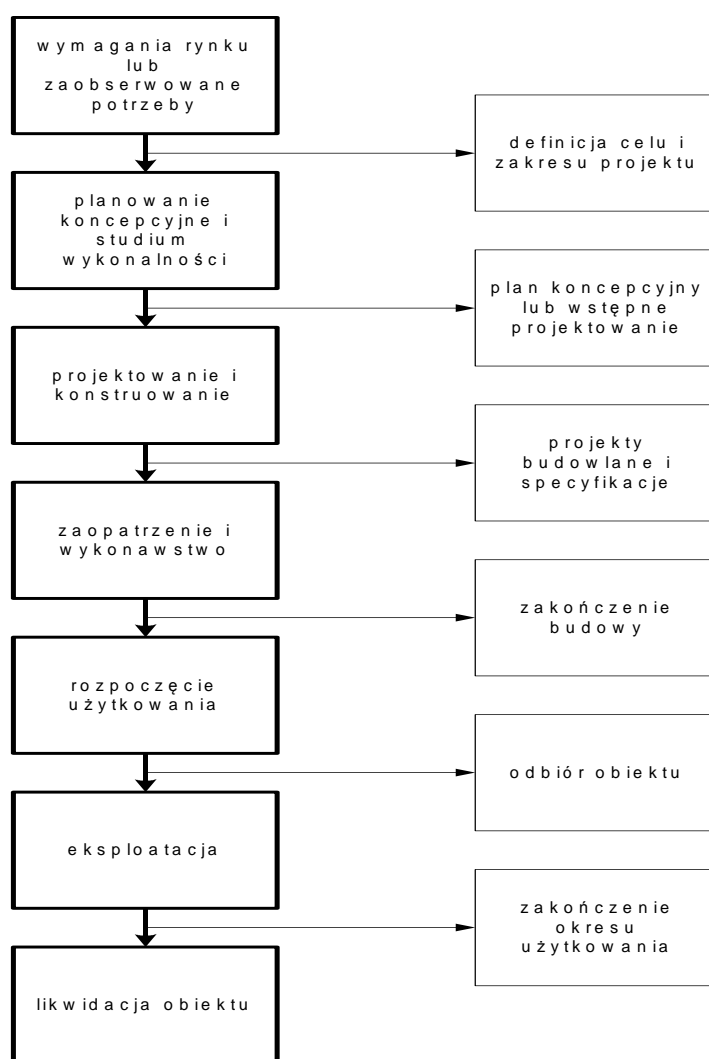 wymagania rynku
lub
zaobserwowane
potrzeby
definicja celu i
zakresu projektu
planowanie
koncepcyjne i
studium
wykonalności
plan koncepcyjny
lub wstępne
projektowanie
projektowanie i
konstruowanie
projekty
budowlane i
specyfikacje
zaopatrzenie i
wykonawstwo
zakończenie
budowy
rozpoczęcie
użytkowania
odbiór obiektu
eksploatacja
zakończenie
okresu
użytkowania
likwidacja obiektu